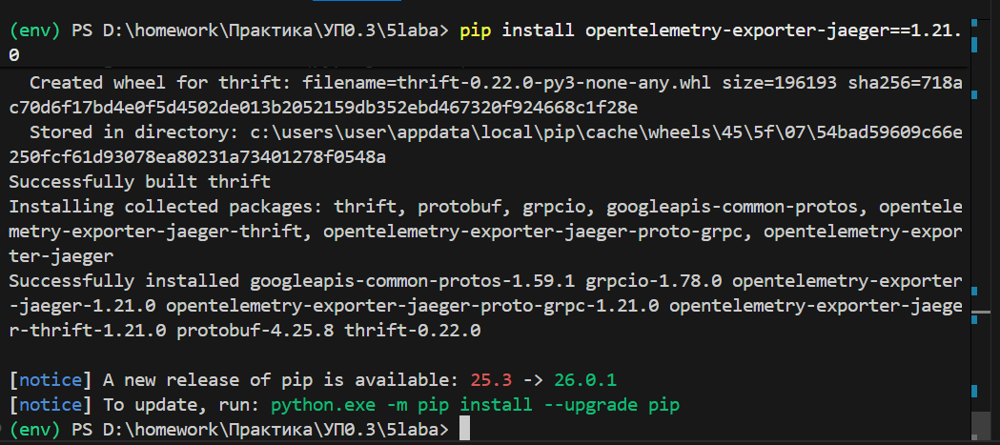 (env) PS D:\homework\Практика\УП0.3\5laba> pip install opentelemetry-exporter-jaeger==1.21.
0
  Created wheel for thrift: filename=thrift-0.22.0-py3-none-any.whl size=196193 sha256=718a
c70d6f17bd4e0f5d4502de013b2052159db352ebd467320f924668c1f28e
  Stored in directory: c:\users\user\appdata\local\pip\cache\wheels\45\5f\07\54bad59609c66e
250fcf61d93078ea80231a73401278f0548a
Successfully built thrift
Installing collected packages: thrift, protobuf, grpcio, googleapis-common-protos, opentele
metry-exporter-jaeger-thrift, opentelemetry-exporter-jaeger-proto-grpc, opentelemetry-expor
ter-jaeger
Successfully installed googleapis-common-protos-1.59.1 grpcio-1.78.0 opentelemetry-exporter
-jaeger-1.21.0 opentelemetry-exporter-jaeger-proto-grpc-1.21.0 opentelemetry-exporter-jaege
r-thrift-1.21.0 protobuf-4.25.8 thrift-0.22.0
[notice] A new release of pip is available: 25.3 -> 26.0.1
[notice] To update, run: python.exe -m pip install --upgrade pip
(env) PS D:\homework\Практика\УП0.3\5laba>